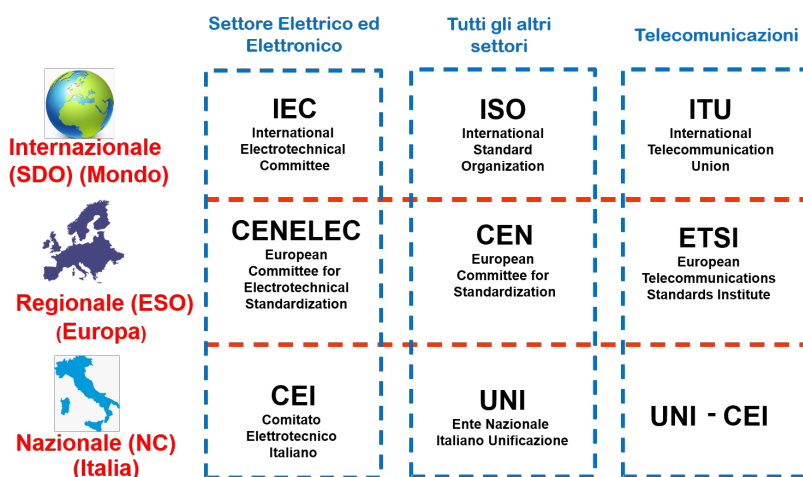 Settore Elettrico ed
Elettronico
Tutti gli altri
settori
Telecomunicazioni
Internazionale
(SDO) (Mondo)
IEC
International
Electrotechnical
Committee
ISO
International
Standard
Organization
ITU
International
Telecommunication
Union
Regionale (ESO)
(Europa)
CENELEC
European
Committee for
Electrotechnical
Standardization
CEN
European
Committee for
Standardization
ETSI
European
Telecommunications
Standards Institute
Nazionale (NC)
(Italia)
CEI
Comitato
Elettrotecnico
Italiano
UNI
Ente Nazionale
Italiano Unificazione
UNI - CEI